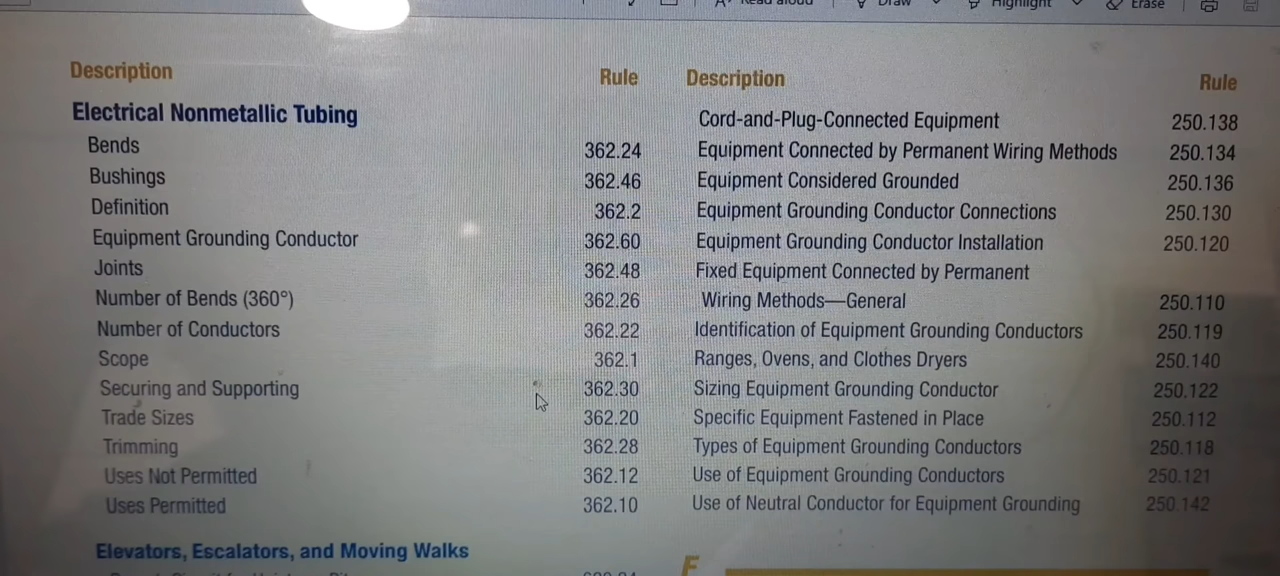 Read aloud Draw Highlight Erase
Description Rule
Electrical Nonmetallic Tubing
Bends 362.24
Bushings 362.46
Definition 362.2
Equipment Grounding Conductor 362.60
Joints 362.48
Number of Bends (360°) 362.26
Number of Conductors 362.22
Scope 362.1
Securing and Supporting 362.30
Trade Sizes 362.20
Trimming 362.28
Uses Not Permitted 362.12
Uses Permitted 362.10
Elevators, Escalators, and Moving Walks
Description Rule
Cord-and-Plug-Connected Equipment 250.138
Equipment Connected by Permanent Wiring Methods 250.134
Equipment Considered Grounded 250.136
Equipment Grounding Conductor Connections 250.130
Equipment Grounding Conductor Installation 250.120
Fixed Equipment Connected by Permanent
Wiring Methods—General 250.110
Identification of Equipment Grounding Conductors 250.119
Ranges, Ovens, and Clothes Dryers 250.140
Sizing Equipment Grounding Conductor 250.122
Specific Equipment Fastened in Place 250.112
Types of Equipment Grounding Conductors 250.118
Use of Equipment Grounding Conductors 250.121
Use of Neutral Conductor for Equipment Grounding 250.142
F